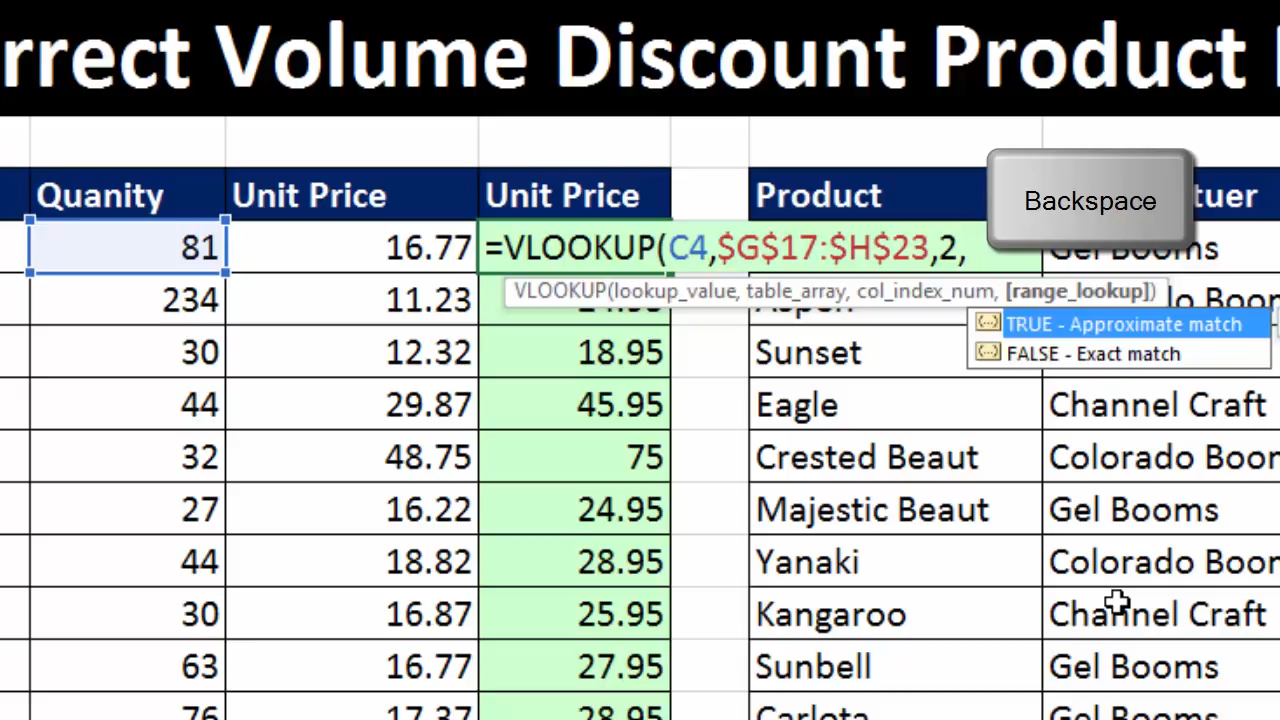 rrect Volume Discount Product
Quanity Unit Price Unit Price Product tuer
81 16.77 =VLOOKUP(C4,$G$17:$H$23,2, Gel Booms
Backspace
VLOOKUP(lookup_value, table_array, col_index_num, [range_lookup])
TRUE - Approximate match
FALSE - Exact match
234 11.23 24.95 Aspen lo Boon
30 12.32 18.95 Sunset
44 29.87 45.95 Eagle Channel Craft
32 48.75 75 Crested Beaut Colorado Boon
27 16.22 24.95 Majestic Beaut Gel Booms
44 18.82 28.95 Yanaki Colorado Boon
30 16.87 25.95 Kangaroo Channel Craft
63 16.77 27.95 Sunbell Gel Booms
76 17.37 28.95 Carlota Gel Booms